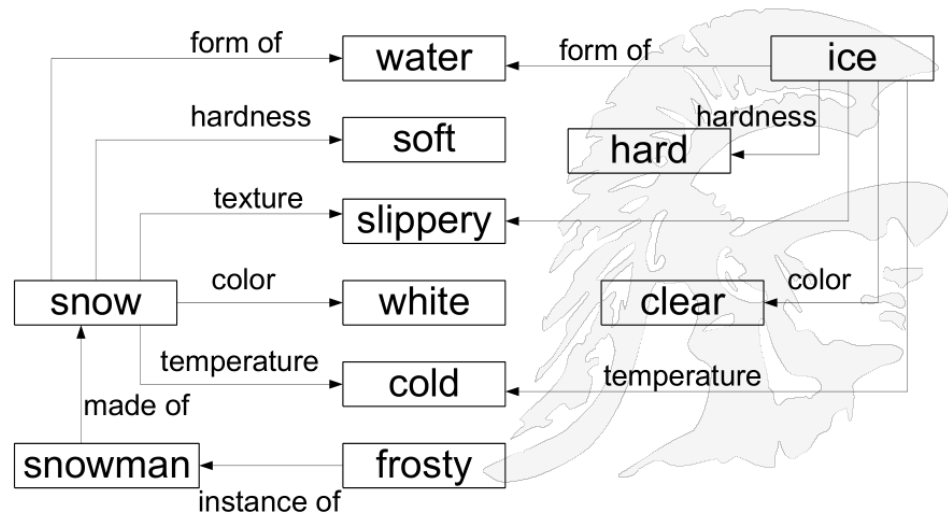 form of
water
form of
ice
hardness
soft
hardness
hard
texture
slippery
snow
color
white
clear
color
temperature
cold
temperature
made of
snowman
frosty
instance of